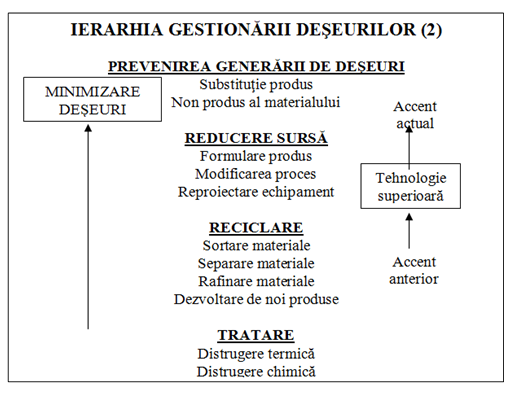 IERARHIA GESTIONĂRII DEŞEURILOR (2)
PREVENIREA GENERĂRII DE DEŞEURI
Substituţie produs
Non produs al materialului
MINIMIZARE
DEŞEURI
Accent
actual
REDUCERE SURSĂ
Formulare produs
Modificarea proces
Reproiectare echipament
Tehnologie
superioară
RECICLARE
Sortare materiale
Separare materiale
Rafinare materiale
Dezvoltare de noi produse
Accent
anterior
TRATARE
Distrugere termică
Distrugere chimică